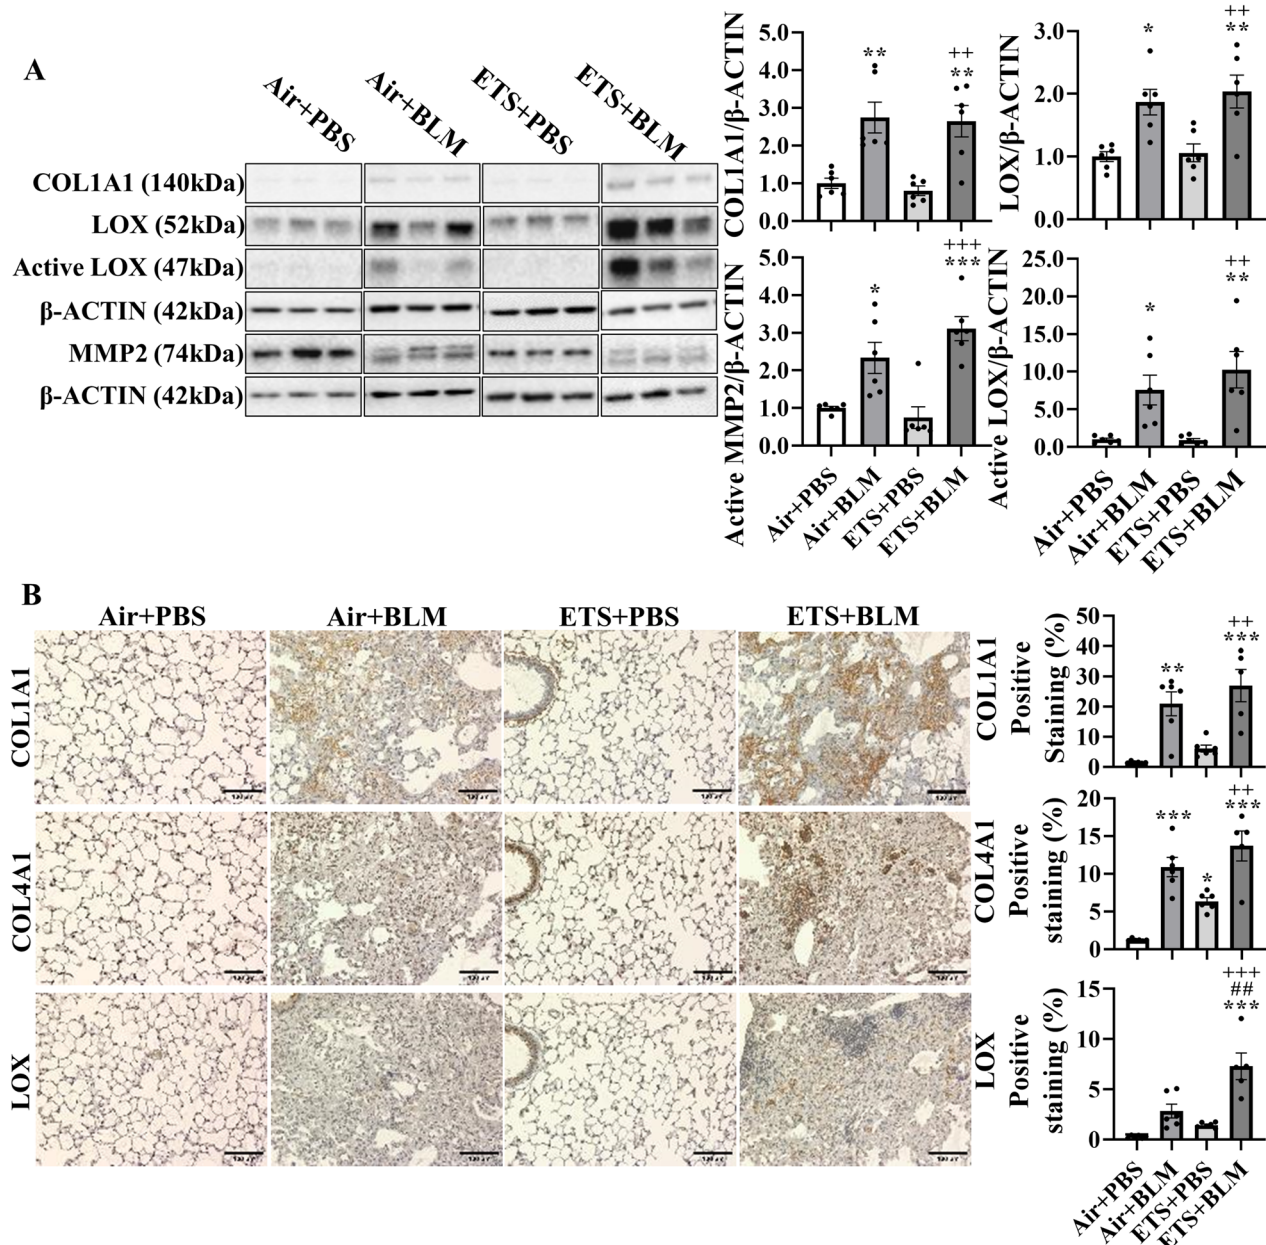 A
Air+PBS
Air+BLM
ETS+PBS
ETS+BLM
COL1A1 (140kDa)
LOX (52kDa)
Active LOX (47kDa)
β-ACTIN (42kDa)
MMP2 (74kDa)
β-ACTIN (42kDa)
COL1A1/β-ACTIN
5.0
4.0
3.0
2.0
1.0
0.0
**
++
**
LOX/β-ACTIN
3.0
2.0
1.0
0.0
*
++
**
Active MMP2/β-ACTIN
5.0
4.0
3.0
2.0
1.0
0.0
*
+++
***
Air+PBS
Air+BLM
ETS+PBS
ETS+BLM
Active LOX/β-ACTIN
25.0
20.0
15.0
10.0
5.0
0.0
*
++
**
Air+PBS
Air+BLM
ETS+PBS
ETS+BLM
B
Air+PBS
Air+BLM
ETS+PBS
ETS+BLM
COL1A1
COL4A1
LOX
COL1A1
Positive
Staining (%)
50
40
30
20
10
0
**
++
***
COL4A1
Positive
staining (%)
20
15
10
5
0
***
*
++
***
LOX
Positive
staining (%)
15
10
5
0
+++
##
***
Air+PBS
Air+BLM
ETS+PBS
ETS+BLM